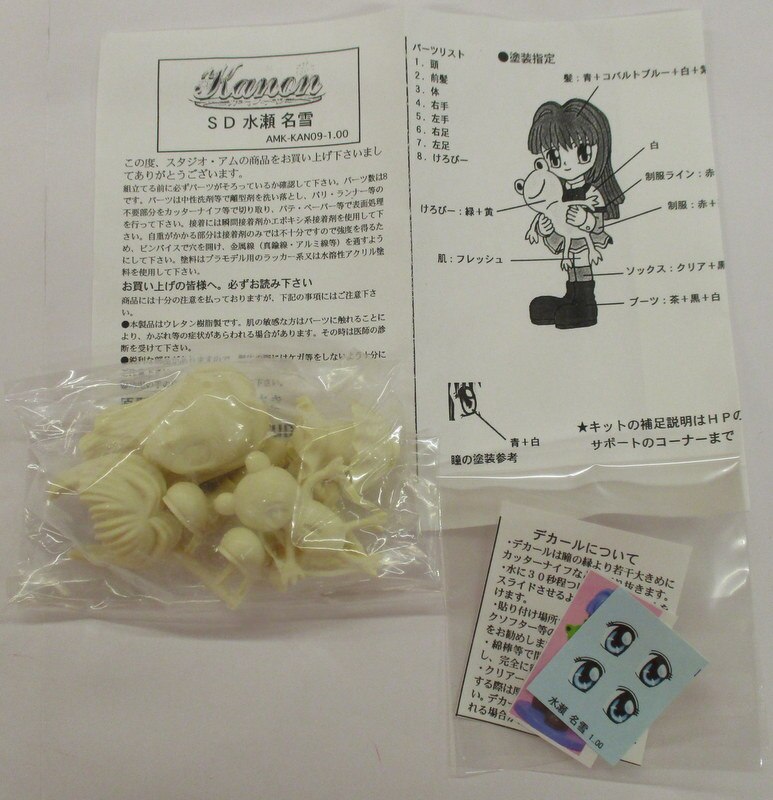 Kanon
SD 水瀬 名雪
AMK-KAN09-1.00
この度、スタジオ・アムの商品をお買い上げ下さいまし
てありがとうございます。
組立てる前に必ずパーツがそろっているか確認して下さい。パーツ数は8
です。パーツは中性洗剤等で離型剤を洗い落とし、バリ・ランナー等の
不要部分をカッターナイフ等で切り取り、パテ・ペーパー等で表面処理
を行って下さい。接着には瞬間接着剤かエポキシ系接着剤を使用して下
さい。自重がかかる部分は接着剤のみでは不十分ですので強度を得るた
め、ピンバイスで穴を開け、金属線（真鍮線・アルミ線等）を通すように
にして下さい。塗料はプラモデル用のラッカー系又は水溶性アクリル塗
料を使用して下さい。
お買い上げの皆様へ。必ずお読み下さい
商品には十分の注意を払っておりますが、下記の事項にはご注意下さ
い。
●本製品はウレタン樹脂製です。肌の敏感な方はパーツに触れることに
より、かぶれ等の症状があらわれる場合があります。その時は医師の診
断を受けて下さい。
パーツリスト
1. 頭
2. 前髪
3. 体
4. 右手
5. 左手
6. 右足
7. 左足
8. けろぴー
●塗装指定
髪：青＋コバルトブルー＋白＋
白
制服ライン：赤
制服：赤＋
けろぴー：緑＋黄
肌：フレッシュ
ソックス：クリア＋黒
ブーツ：茶＋黒＋白
青＋白
瞳の塗装参考
★キットの補足説明はＨＰの
サポートのコーナーまで
デカールについて
・デカールは瞳の縁より若干大きめに
カッターナイフな
り抜きます。
・水に３０秒程つ
スライドさせるよ
けます。
・貼り付け場所
クソフター等の
をお勧めしま
・綿棒等で
し、完全に
・クリアー
する際は
い。デカー
れる場合
水瀬 名雪
1.00